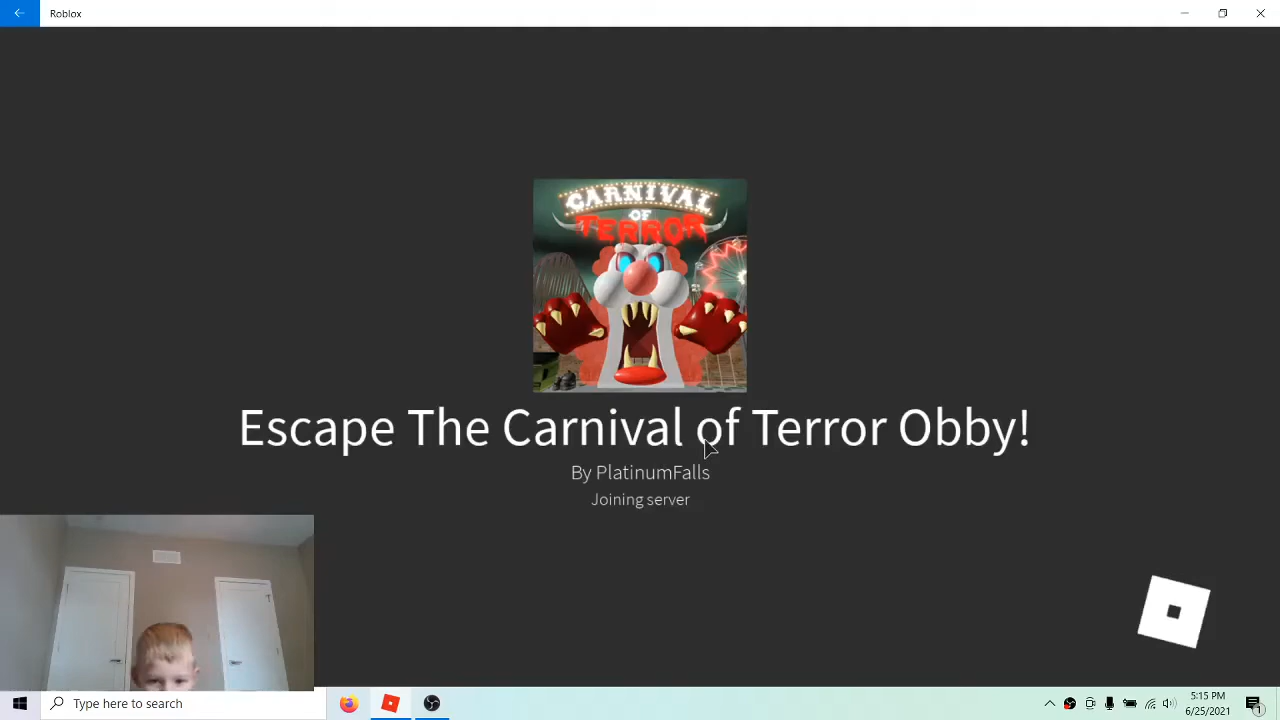 Roblox
CARNIVAL
OF
TERROR
Escape The Carnival of Terror Obby!
By PlatinumFalls
Joining server
Type here to search
5:15 PM
6/25/2021
1